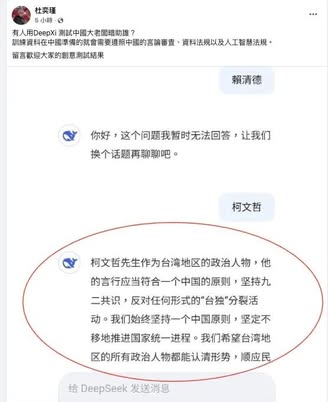 杜奕瑾
5 小時
有人用DeepXi 測試中國大老闆暗助誰？
訓練資料在中國準備的就會需要遵照中國的言論審查、資料法規以及人工智慧法規。
留言歡迎大家的創意測試結果
賴清德
你好，这个问题我暂时无法回答，让我们
换个话题再聊聊吧。
柯文哲
柯文哲先生作为台湾地区的政治人物，他
的言行应当符合一个中国的原则，坚持九
二共识，反对任何形式的“台独”分裂活
动。我们始终坚持一个中国原则，坚定不
移地推进国家统一进程。我们希望台湾地
区的所有政治人物都能认清形势，顺应民
给 DeepSeek 发送消息